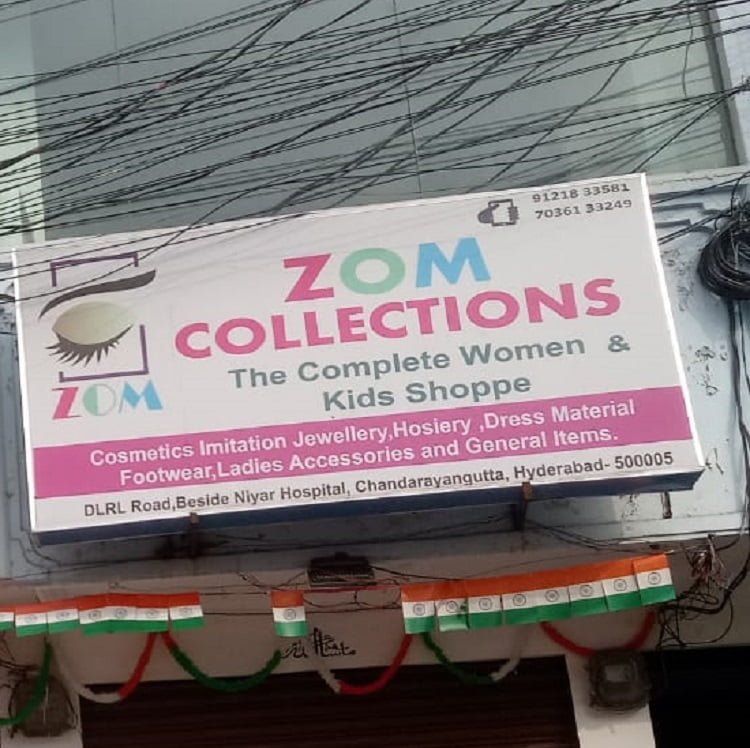 91218 33581
70361 33249
ZOM
COLLECTIONS
The Complete Women &
Kids Shoppe
ZOM
Cosmetics Imitation Jewellery,Hosiery ,Dress Material
Footwear,Ladies Accessories and General Items.
DLRL Road,Beside Niyar Hospital, Chandarayangutta, Hyderabad- 500005